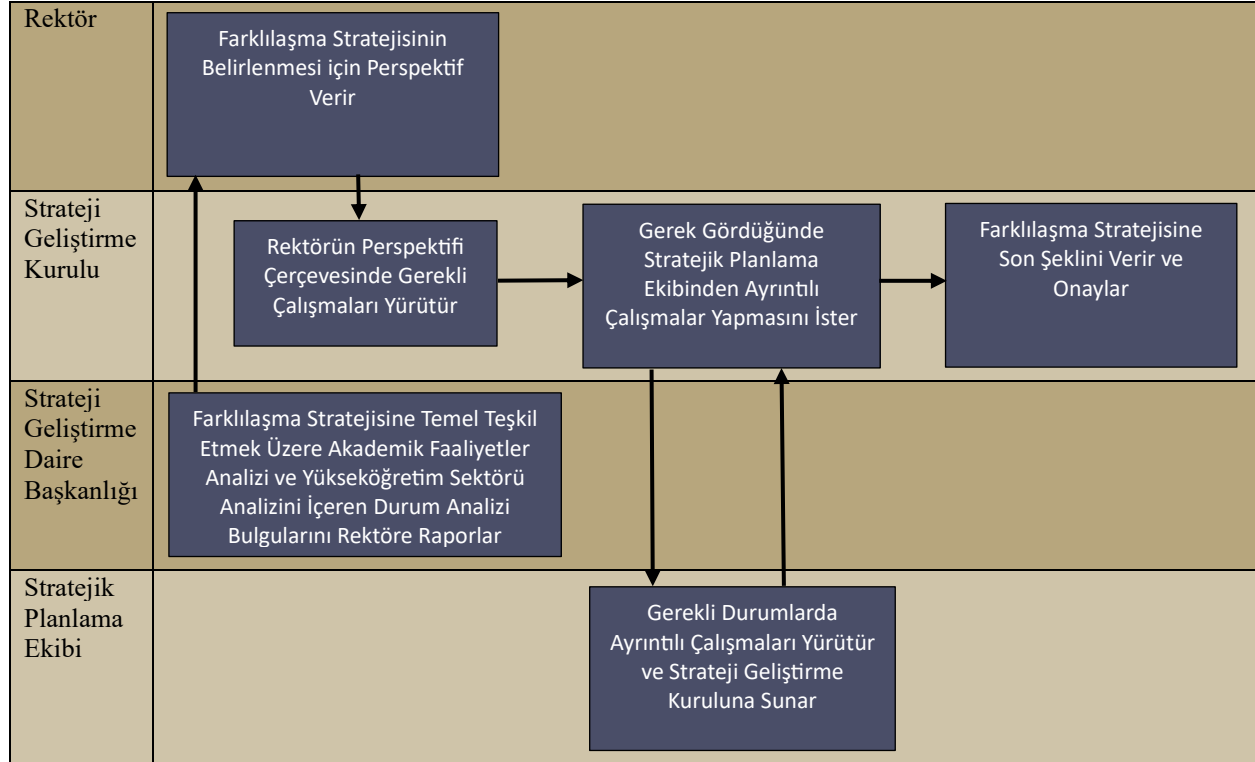 Rektör
Farklılaşma Stratejisinin
Belirlenmesi için Perspektif
Verir
Strateji
Geliştirme
Kurulu
Rektörün Perspektifi
Çerçevesinde Gerekli
Çalışmaları Yürütür
Gerek Gördüğünde
Stratejik Planlama
Ekibinden Ayrıntılı
Çalışmalar Yapmasını İster
Farklılaşma Stratejisine
Son Şeklini Verir ve
Onaylar
Strateji
Geliştirme
Daire
Başkanlığı
Farklılaşma Stratejisine Temel Teşkil
Etmek Üzere Akademik Faaliyetler
Analizi ve Yükseköğretim Sektörü
Analizini İçeren Durum Analizi
Bulgularını Rektöre Raporlar
Stratejik
Planlama
Ekibi
Gerekli Durumlarda
Ayrıntılı Çalışmaları Yürütür
ve Strateji Geliştirme
Kuruluna Sunar